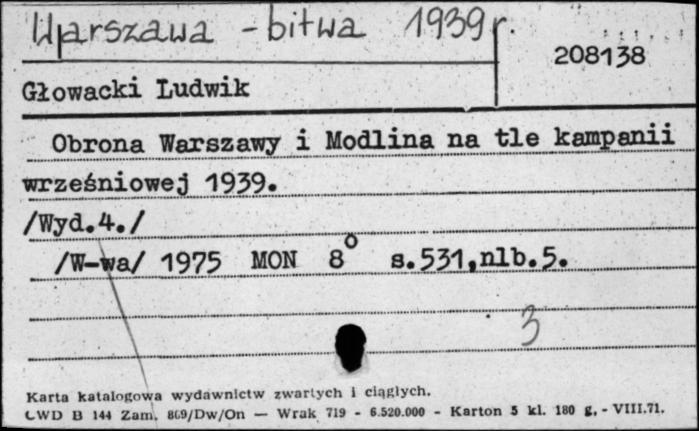 Warszawa - bitwa 1939 r.
208138
Głowacki Ludwik
Obrona Warszawy i Modlina na tle kampanii
wrześniowej 1939.
/Wyd.4./
/W-wa/ 1975 MON 8° s.531,nlb.5.
3
Karta katalogowa wydawnictw zwartych i ciągłych.
CWD B 144 Zam. 869/Dw/On — Wrak 719 - 6.520.000 - Karton 5 kl. 180 g. - VIII.71.